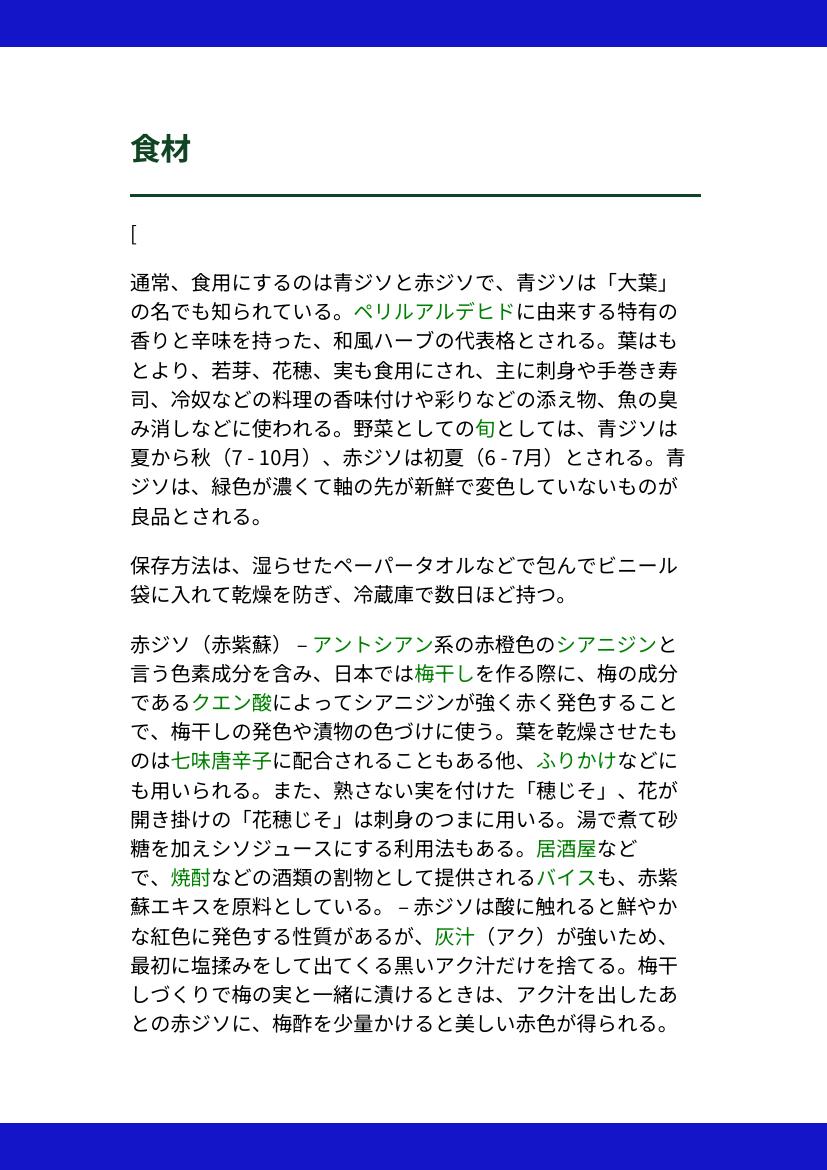 食材
[
通常、食用にするのは青ジソと赤ジソで、青ジソは「大葉」
の名でも知られている。ペリルアルデヒドに由来する特有の
香りと辛味を持った、和風ハーブの代表格とされる。葉はも
とより、若芽、花穂、実も食用にされ、主に刺身や手巻き寿
司、冷奴などの料理の香味付けや彩りなどの添え物、魚の臭
み消しなどに使われる。野菜としての旬としては、青ジソは
夏から秋（7 - 10月）、赤ジソは初夏（6 - 7月）とされる。青
ジソは、緑色が濃くて軸の先が新鮮で変色していないものが
良品とされる。
保存方法は、湿らせたペーパータオルなどで包んでビニール
袋に入れて乾燥を防ぎ、冷蔵庫で数日ほど持つ。
赤ジソ（赤紫蘇） – アントシアン系の赤橙色のシアニジンと
言う色素成分を含み、日本では梅干しを作る際に、梅の成分
であるクエン酸によってシアニジンが強く赤く発色すること
で、梅干しの発色や漬物の色づけに使う。葉を乾燥させたも
のは七味唐辛子に配合されることもある他、ふりかけなどに
も用いられる。また、熟さない実を付けた「穂じそ」、花が
開き掛けの「花穂じそ」は刺身のつまに用いる。湯で煮て砂
糖を加えシソジュースにする利用法もある。居酒屋など
で、焼酎などの酒類の割物として提供されるバイスも、赤紫
蘇エキスを原料としている。 – 赤ジソは酸に触れると鮮やか
な紅色に発色する性質があるが、灰汁（アク）が強いため、
最初に塩揉みをして出てくる黒いアク汁だけを捨てる。梅干
しづくりで梅の実と一緒に漬けるときは、アク汁を出したあ
との赤ジソに、梅酢を少量かけると美しい赤色が得られる。